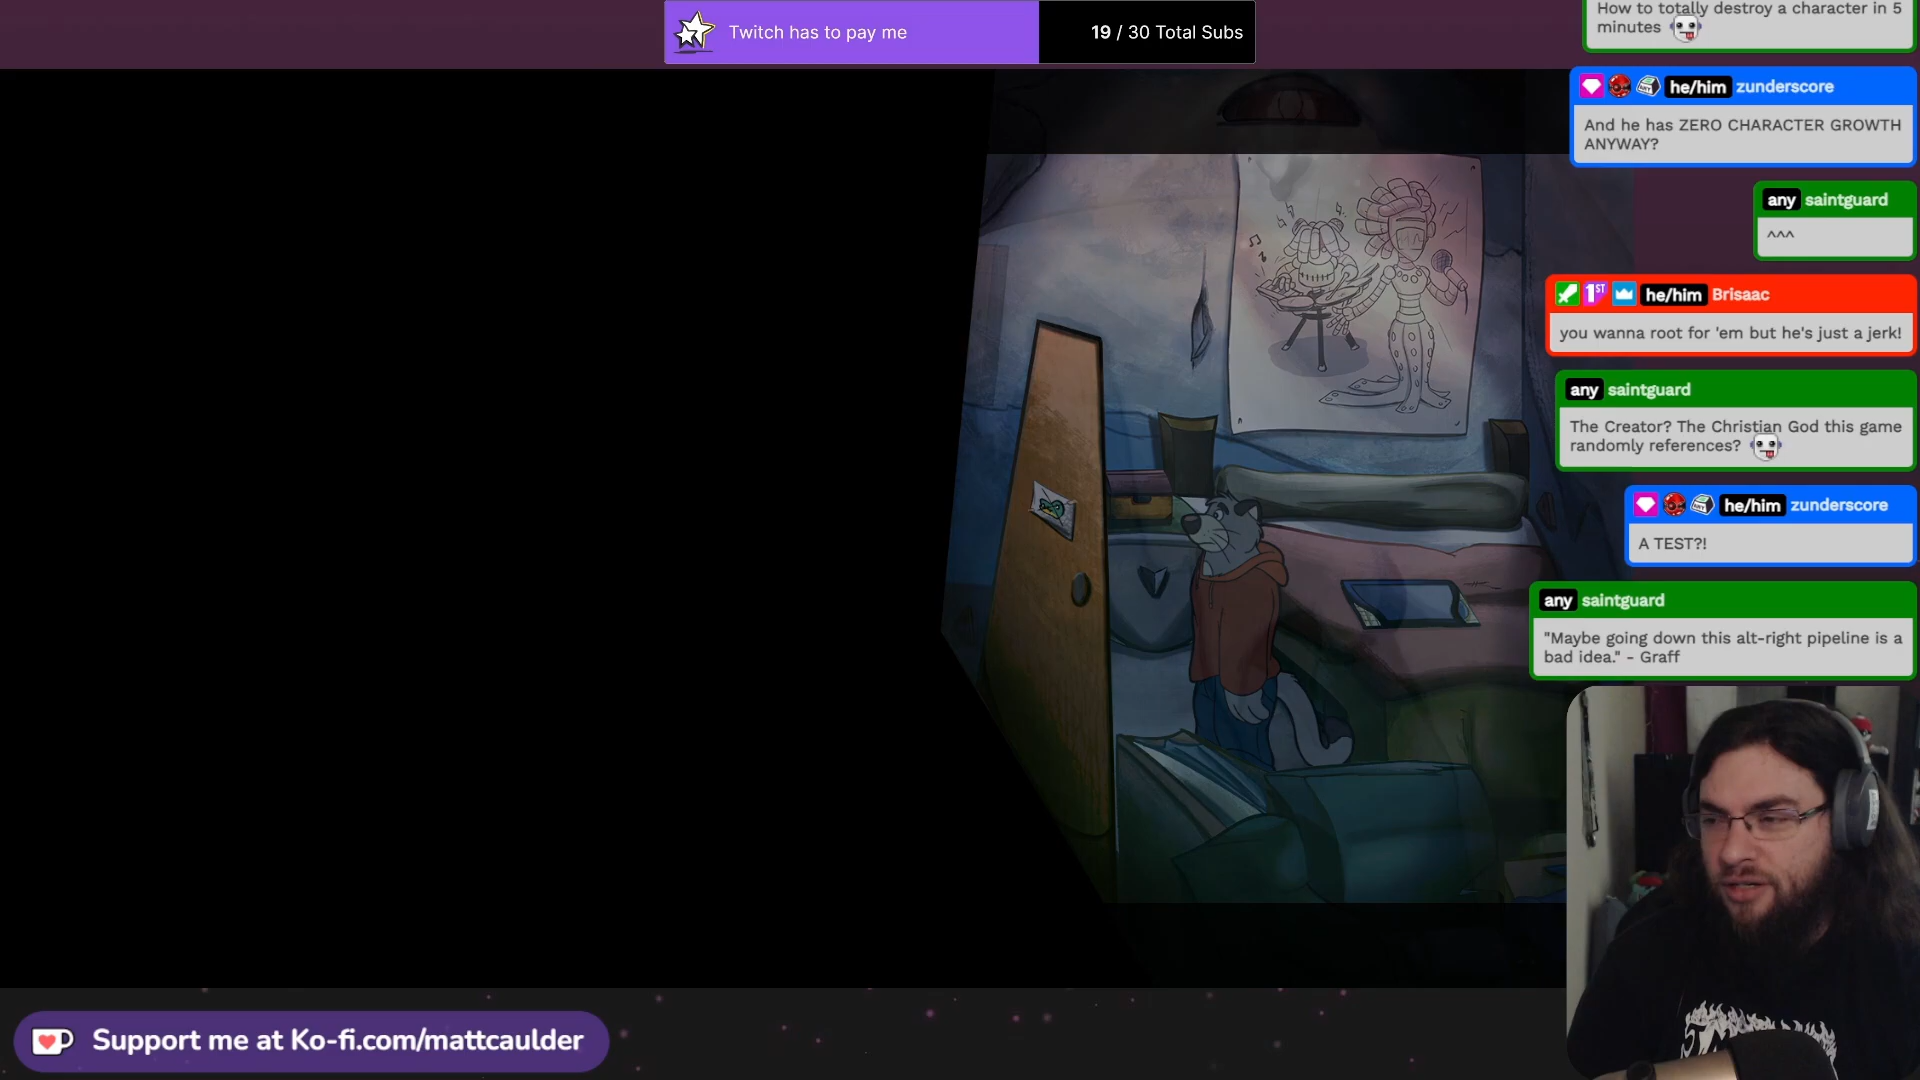 Twitch has to pay me
19 / 30 Total Subs
How to totally destroy a character in 5
minutes
he/him zunderscore
And he has ZERO CHARACTER GROWTH
ANYWAY?
any saintguard
^^^
1ST he/him Brisaac
you wanna root for 'em but he's just a jerk!
any saintguard
The Creator? The Christian God this game
randomly references?
he/him zunderscore
A TEST?!
any saintguard
"Maybe going down this alt-right pipeline is a
bad idea." - Graff
Support me at Ko-fi.com/mattcaulder